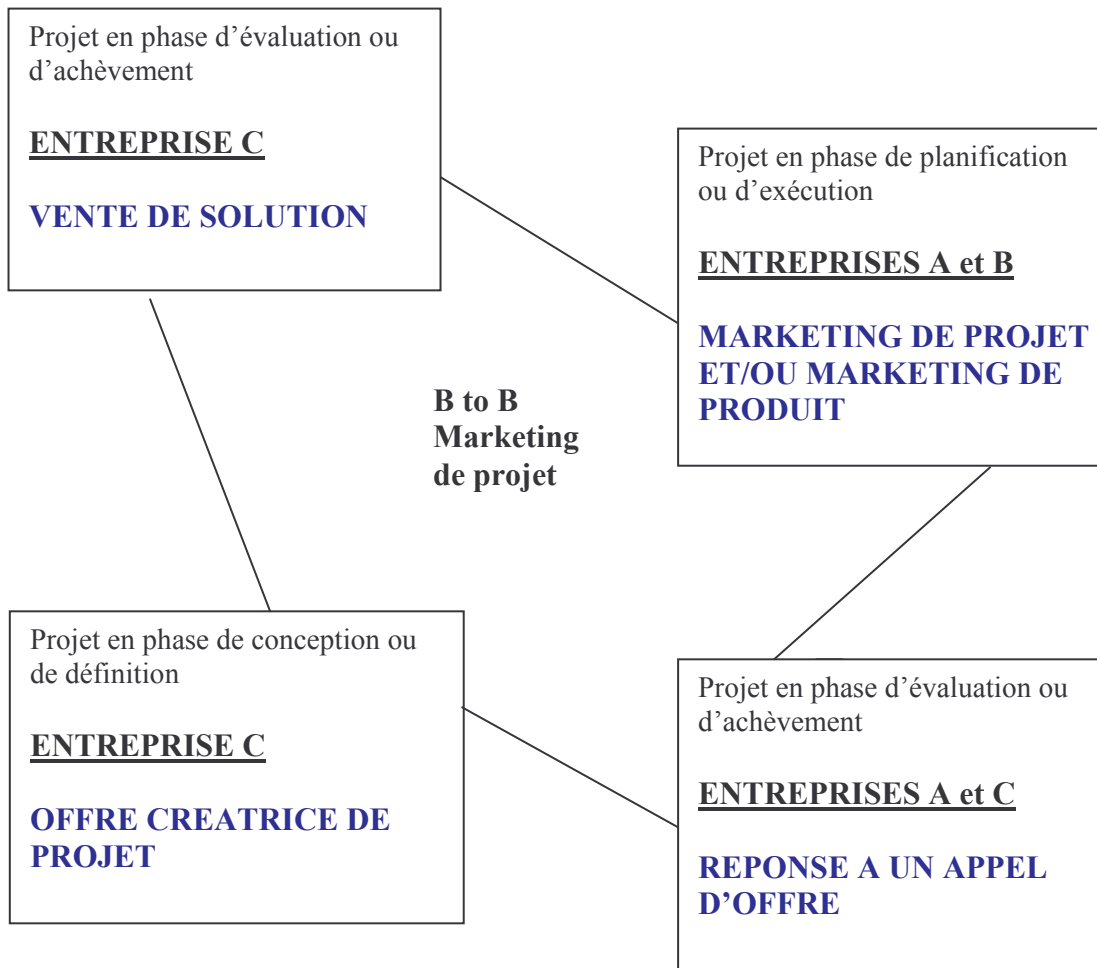 Projet en phase d’évaluation ou
d’achèvement
ENTREPRISE C
VENTE DE SOLUTION
Projet en phase de planification
ou d’exécution
ENTREPRISES A et B
MARKETING DE PROJET
ET/OU MARKETING DE
PRODUIT
B to B
Marketing
de projet
Projet en phase de conception ou
de définition
ENTREPRISE C
OFFRE CREATRICE DE
PROJET
Projet en phase d’évaluation ou
d’achèvement
ENTREPRISES A et C
REPONSE A UN APPEL
D’OFFRE